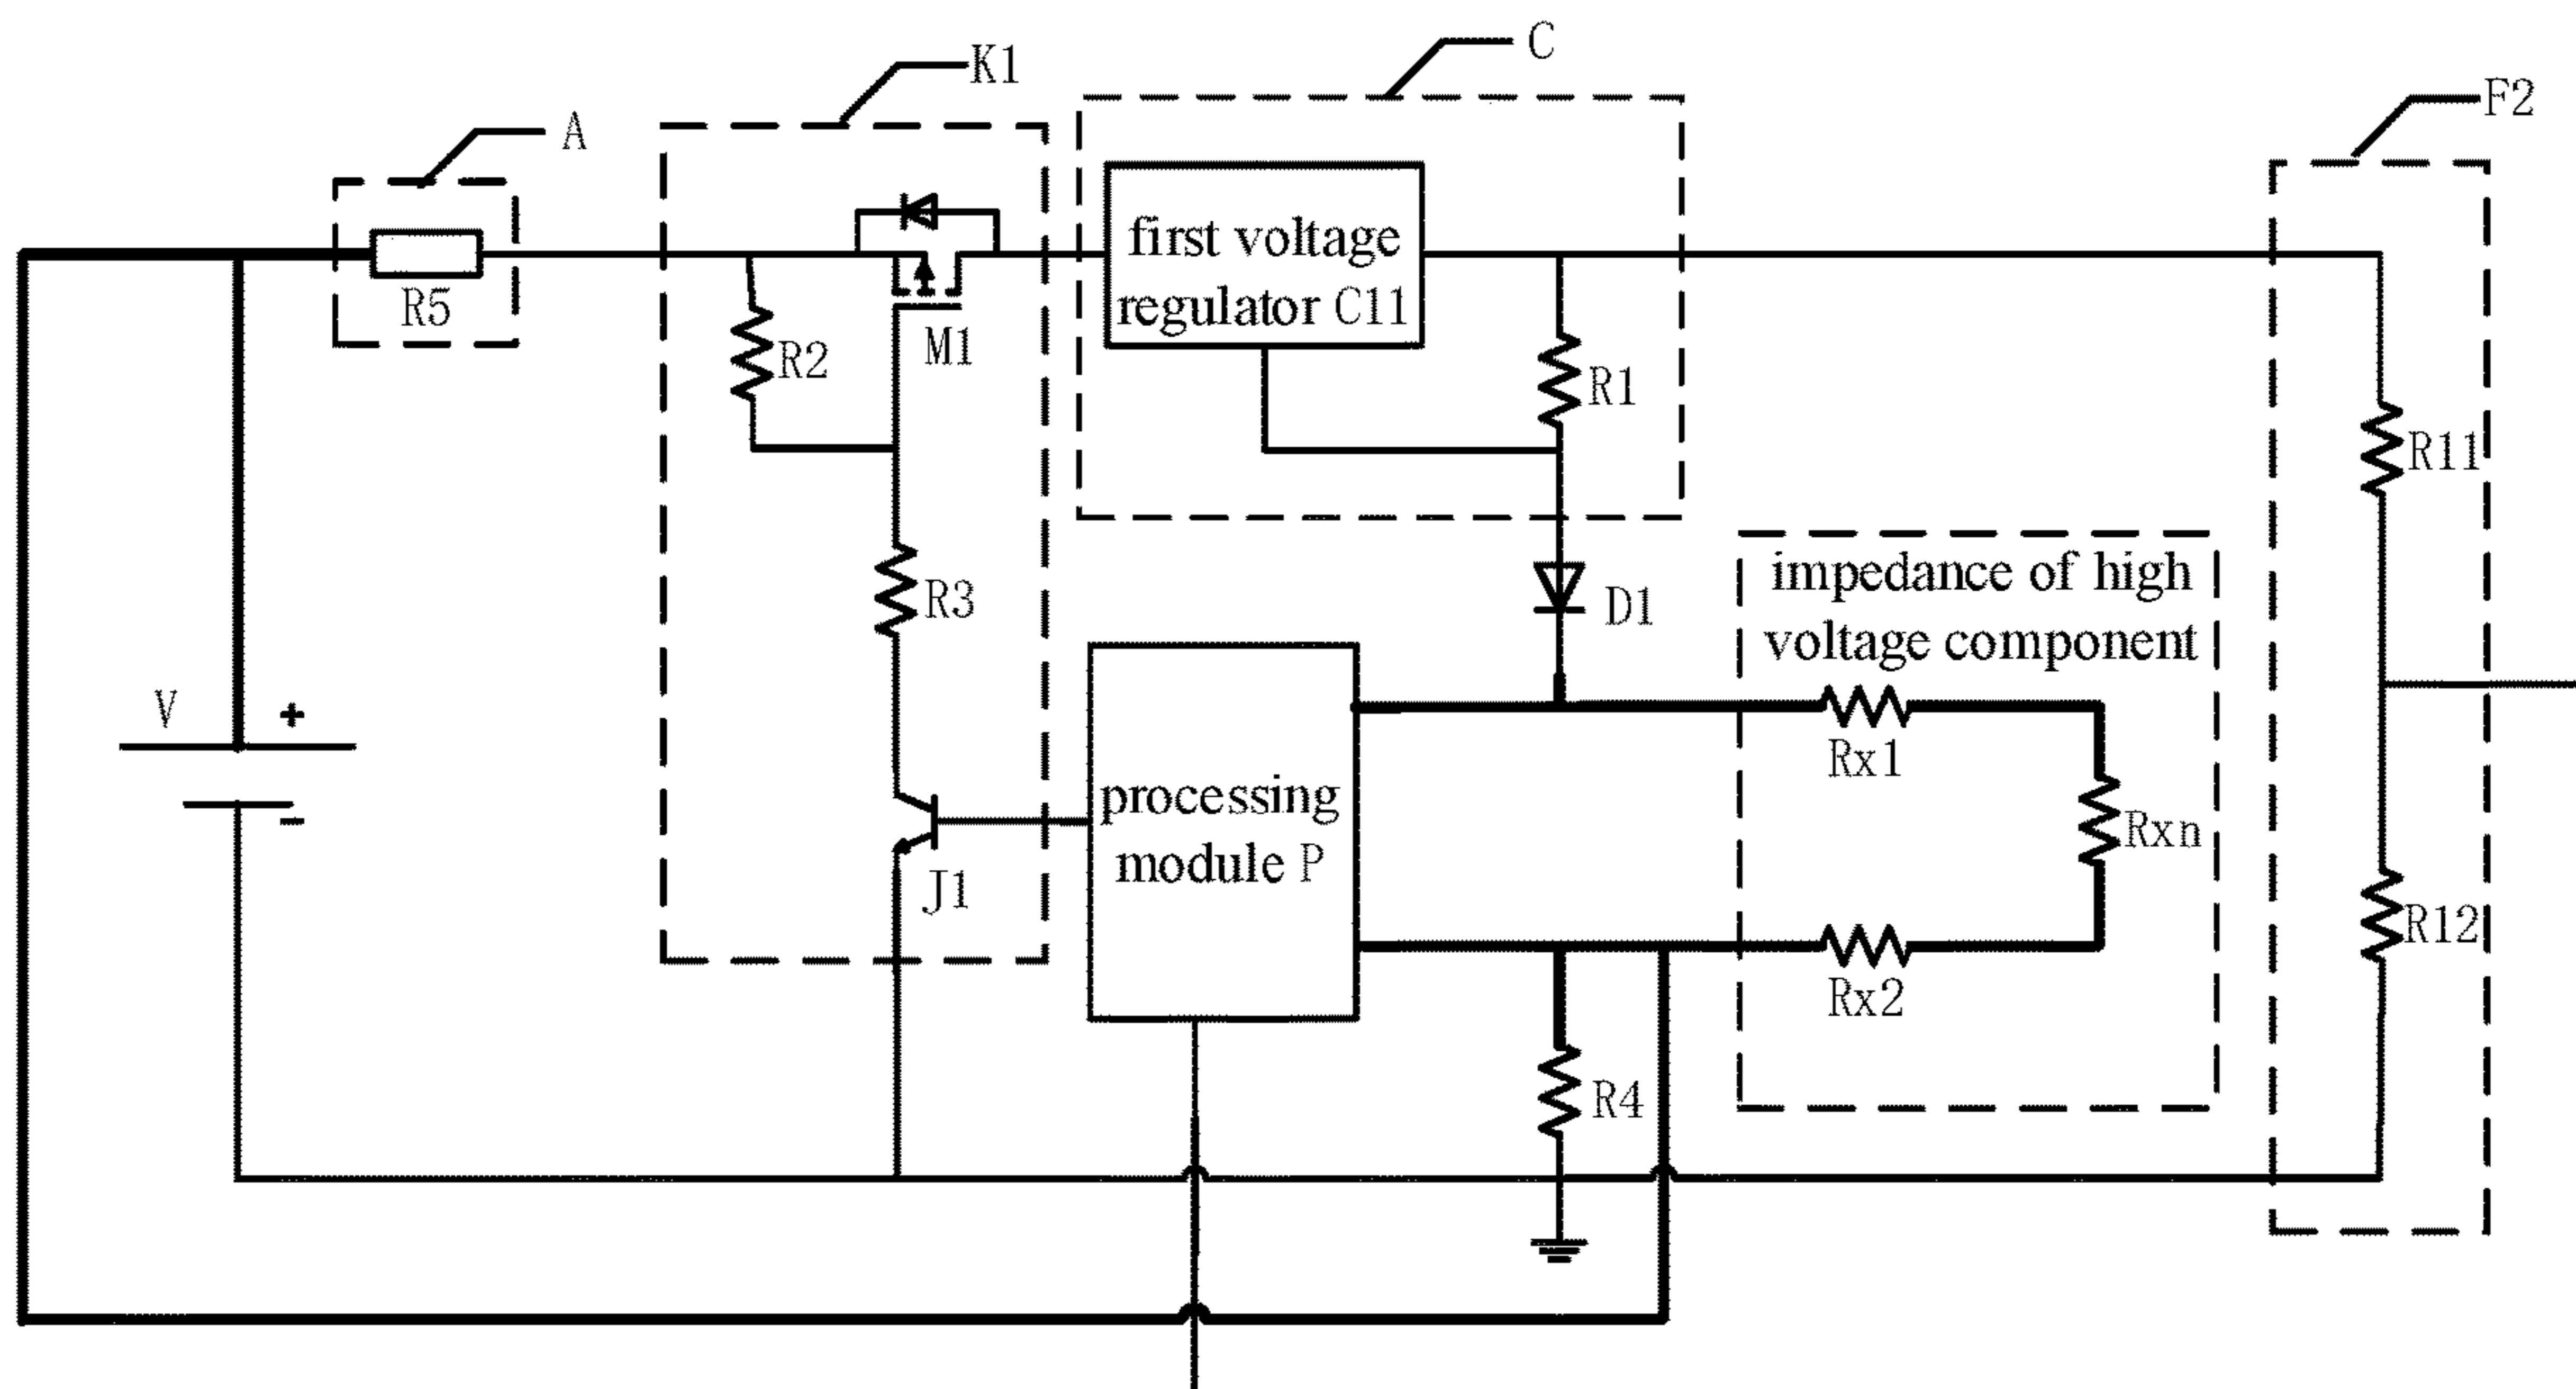 C
K1
F2
A
first voltage
regulator C11
R5
M1
R2
R1
R11
impedance of high
voltage component
R3
D1
V
+
Rx1
processing
module P
-
Rxn
J1
R12
Rx2
R4